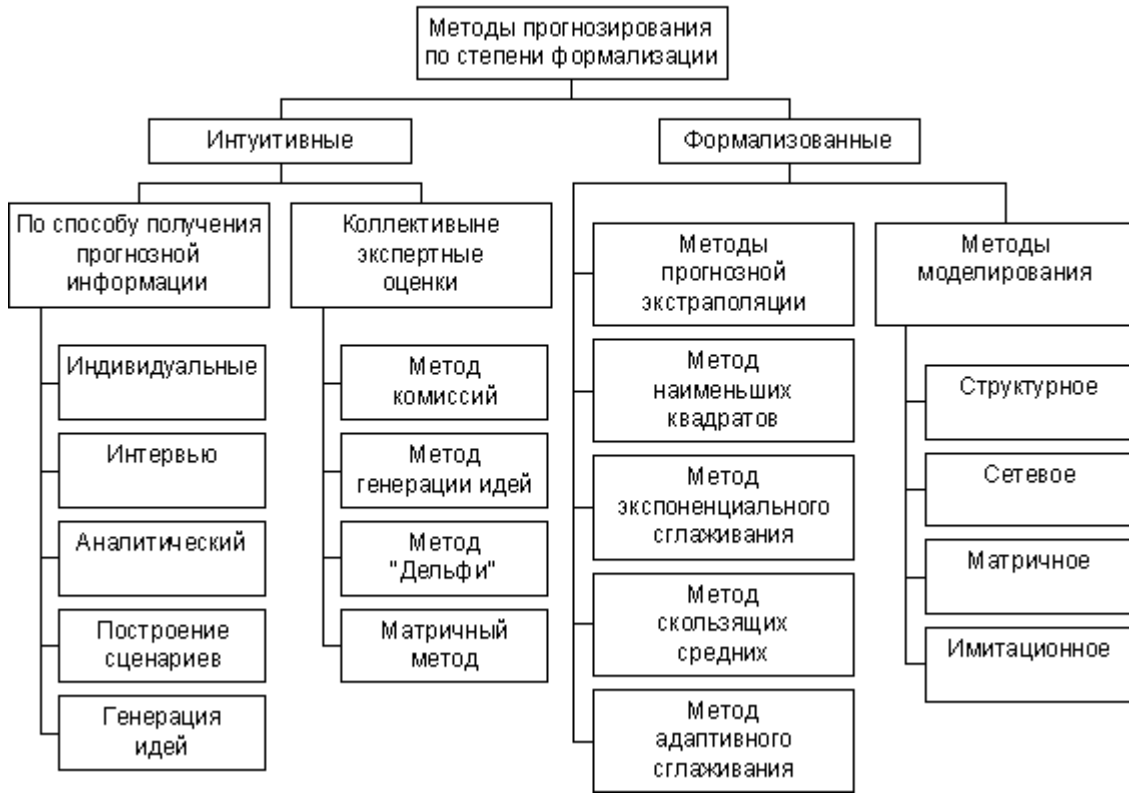 Методы прогнозирования
по степени формализации
Интуитивные
Формализованные
По способу получения
прогнозной
информации
Коллективыне
экспертные
оценки
Методы
прогнозной
экстраполяции
Методы
моделирования
Индивидуальные
Интервью
Аналитический
Построение
сценариев
Генерация
идей
Метод
комиссий
Метод
генерации идей
Метод
"Дельфи"
Матричный
метод
Метод
наименьших
квадратов
Метод
экспоненциального
сглаживания
Метод
скользящих
средних
Метод
адаптивного
сглаживания
Структурное
Сетевое
Матричное
Имитационное